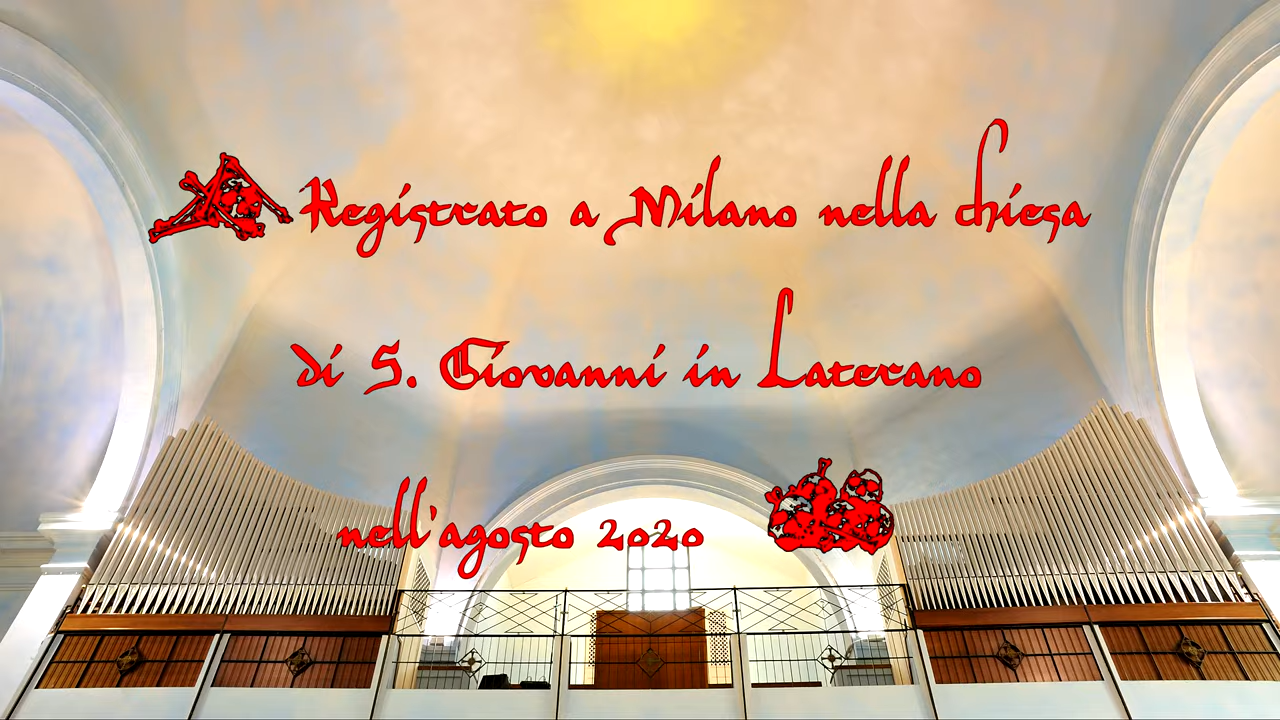 Registrato a Milano nella chiesa
di S. Giovanni in Laterano
nell'agosto 2020